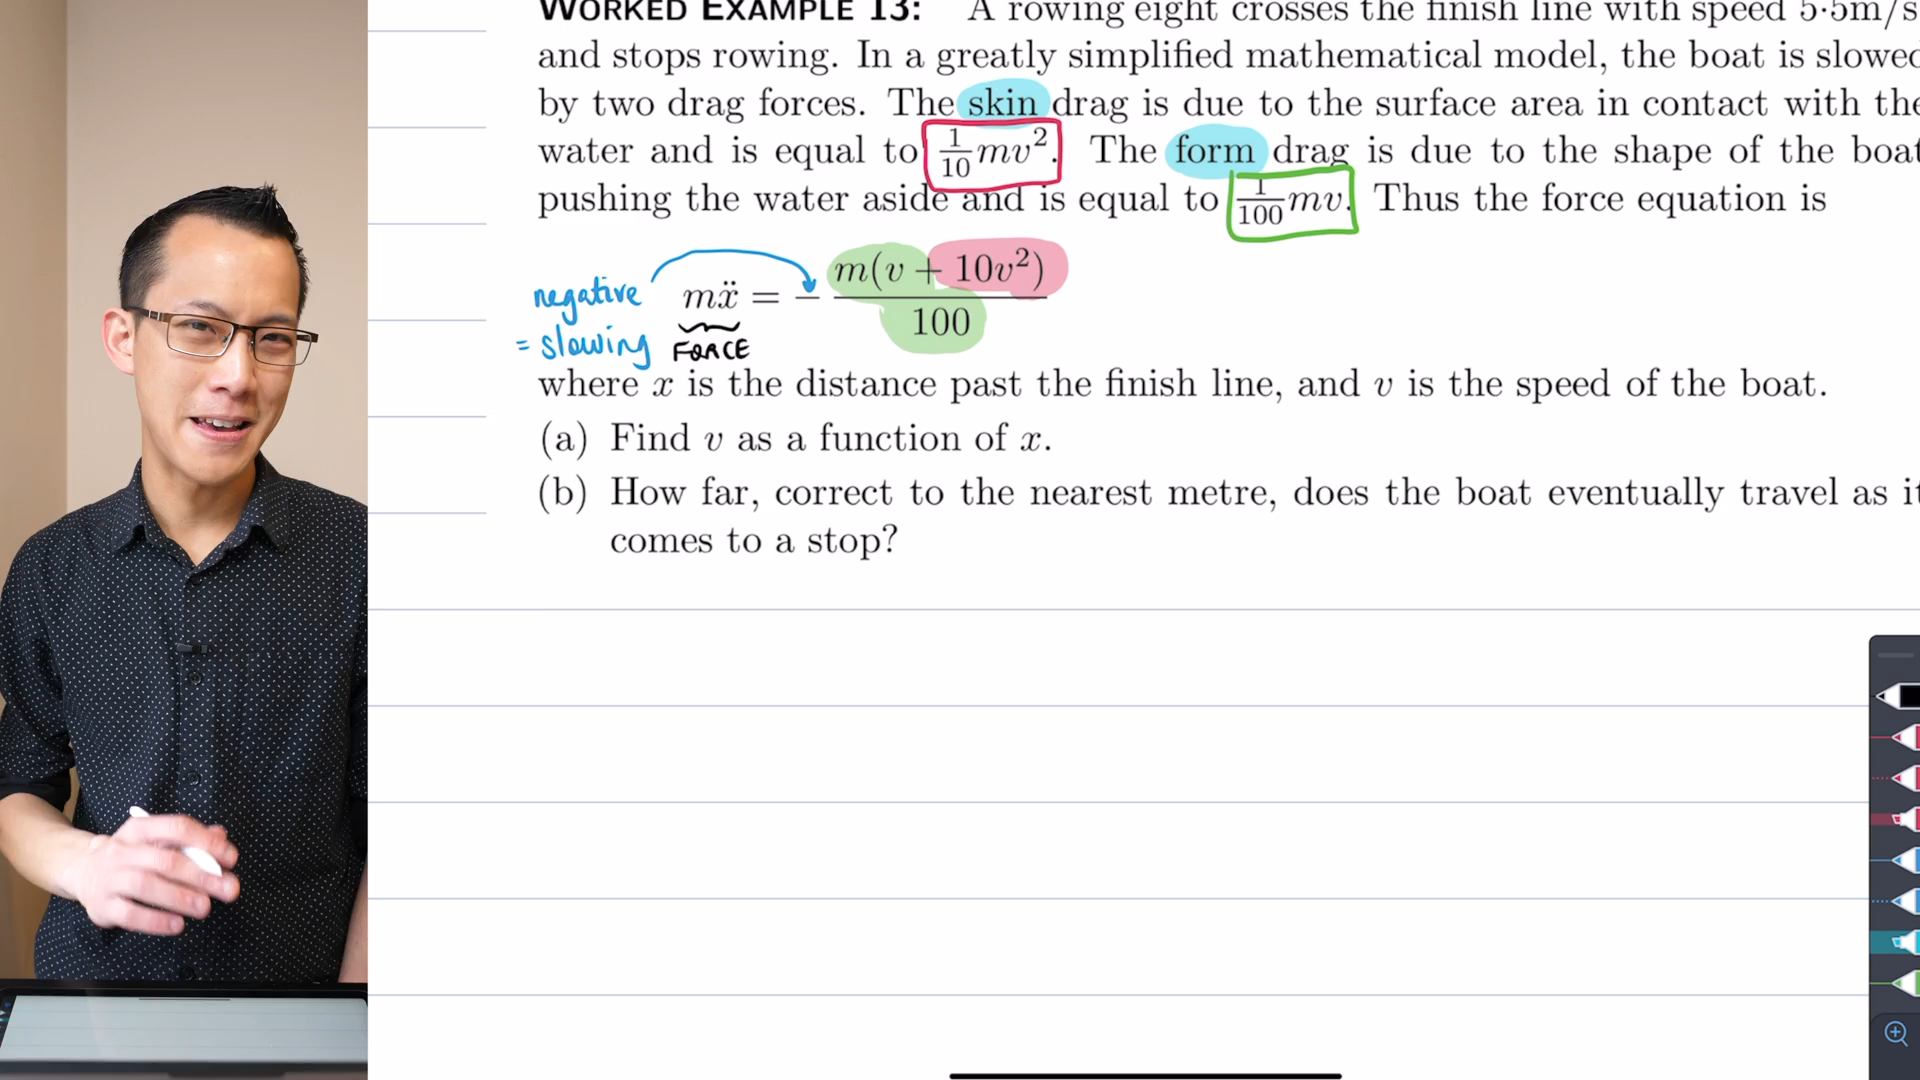 WORKED EXAMPLE 13: A rowing eight crosses the finish line with speed 5·5m/s
and stops rowing. In a greatly simplified mathematical model, the boat is slowed
by two drag forces. The skin drag is due to the surface area in contact with the
water and is equal to 1/10 mv². The form drag is due to the shape of the boat
pushing the water aside and is equal to 1/100 mv. Thus the force equation is
negative
= slowing
mẍ = − m(v + 10v²)/100
FORCE
where x is the distance past the finish line, and v is the speed of the boat.
(a) Find v as a function of x.
(b) How far, correct to the nearest metre, does the boat eventually travel as it
comes to a stop?